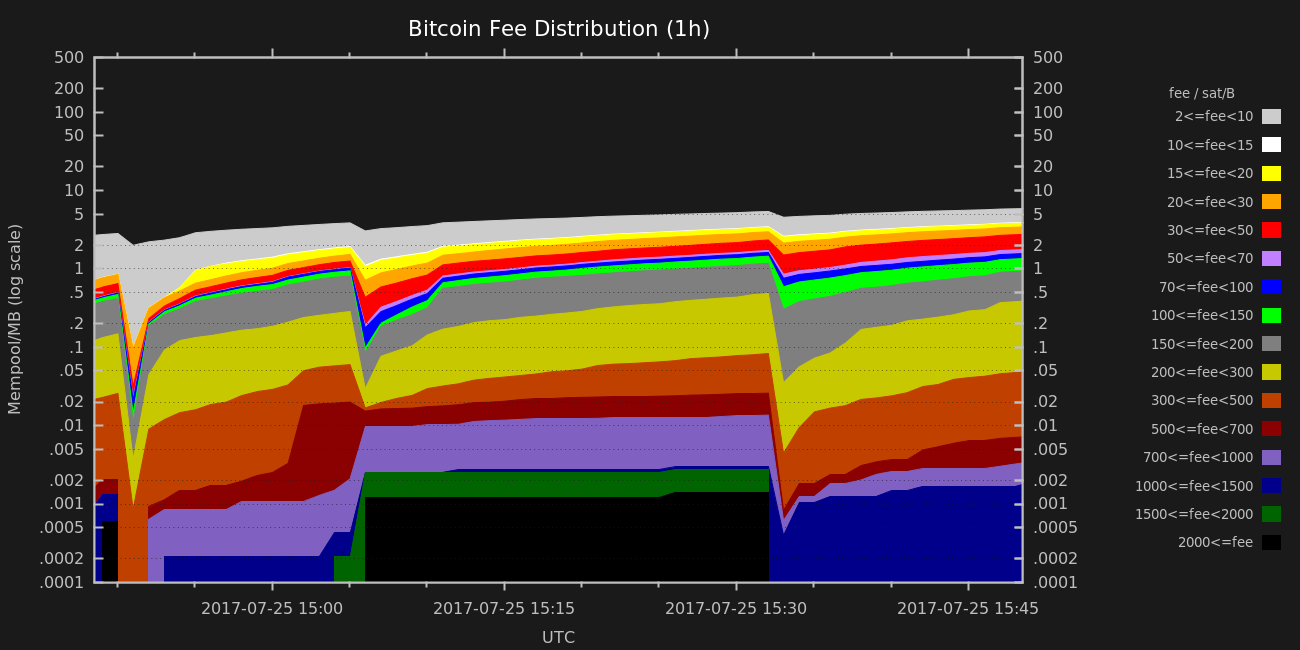 Bitcoin Fee Distribution (1h)
500 500
200 200
100 100
50 50
20 20
10 10
5 5
2 2
1 1
.5 .5
.2 .2
.1 .1
.05 .05
.02 .02
.01 .01
.005 .005
.002 .002
.001 .001
.0005 .0005
.0002 .0002
.0001 .0001
Mempool/MB (log scale)
2017-07-25 15:00 2017-07-25 15:15 2017-07-25 15:30 2017-07-25 15:45
UTC
fee / sat/B
2<=fee<10
10<=fee<15
15<=fee<20
20<=fee<30
30<=fee<50
50<=fee<70
70<=fee<100
100<=fee<150
150<=fee<200
200<=fee<300
300<=fee<500
500<=fee<700
700<=fee<1000
1000<=fee<1500
1500<=fee<2000
2000<=fee